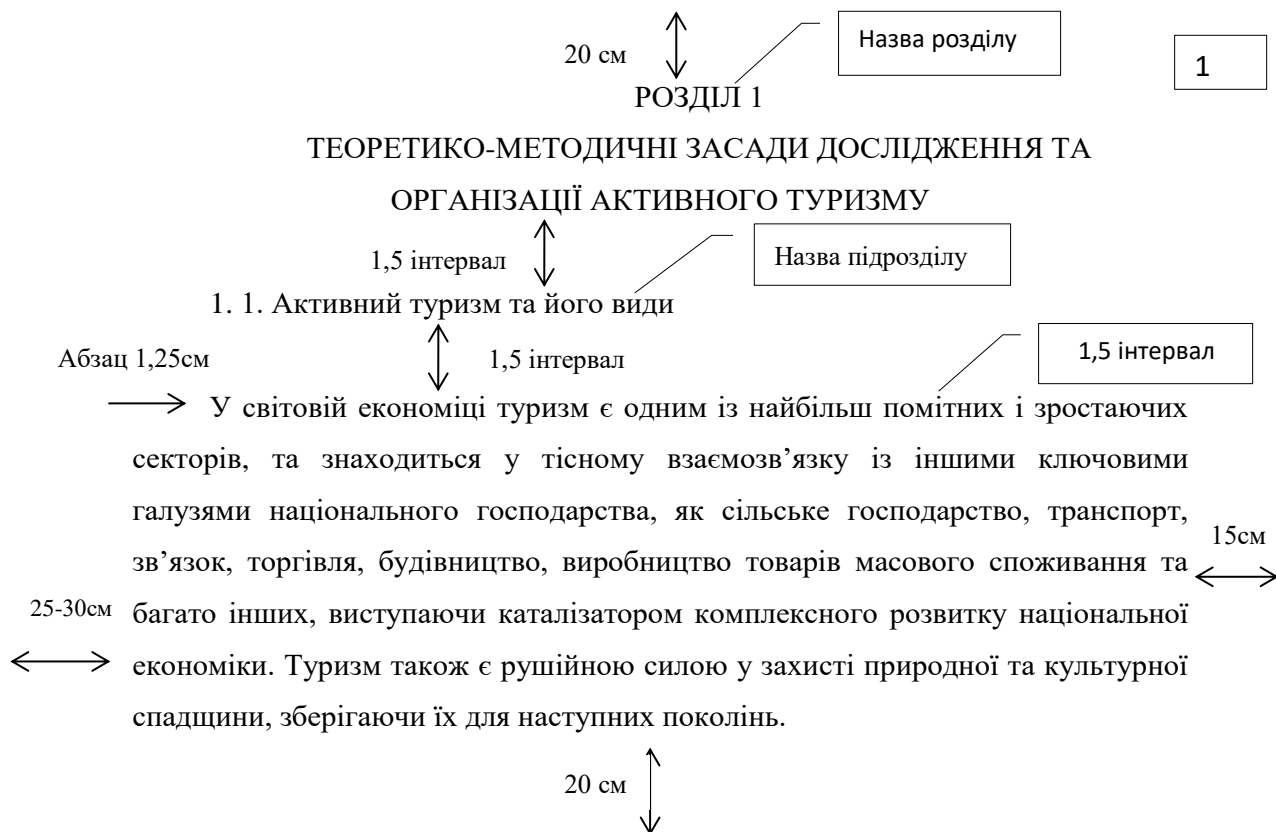 20 см
Назва розділу
1
РОЗДІЛ 1
ТЕОРЕТИКО-МЕТОДИЧНІ ЗАСАДИ ДОСЛІДЖЕННЯ ТА
ОРГАНІЗАЦІЇ АКТИВНОГО ТУРИЗМУ
1,5 інтервал
Назва підрозділу
1. 1. Активний туризм та його види
Абзац 1,25см
1,5 інтервал
1,5 інтервал
У світовій економіці туризм є одним із найбільш помітних і зростаючих
секторів, та знаходиться у тісному взаємозв’язку із іншими ключовими
галузями національного господарства, як сільське господарство, транспорт,
15см
зв’язок, торгівля, будівництво, виробництво товарів масового споживання та
25-30см
багато інших, виступаючи каталізатором комплексного розвитку національної
економіки. Туризм також є рушійною силою у захисті природної та культурної
спадщини, зберігаючи їх для наступних поколінь.
20 см